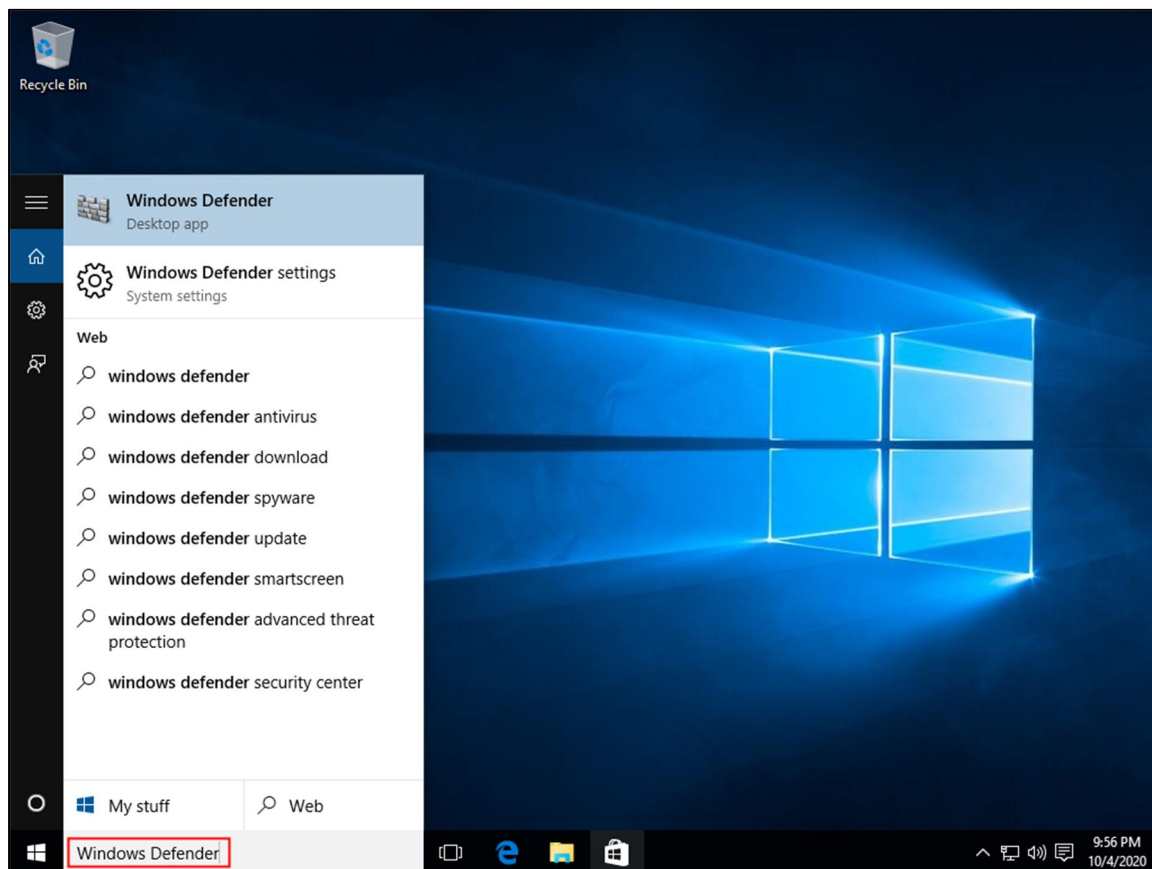 Recycle Bin
Windows Defender
Desktop app
Windows Defender settings
System settings
Web
windows defender
windows defender antivirus
windows defender download
windows defender spyware
windows defender update
windows defender smartscreen
windows defender advanced threat
protection
windows defender security center
My stuff
Web
Windows Defender
9:56 PM
10/4/2020